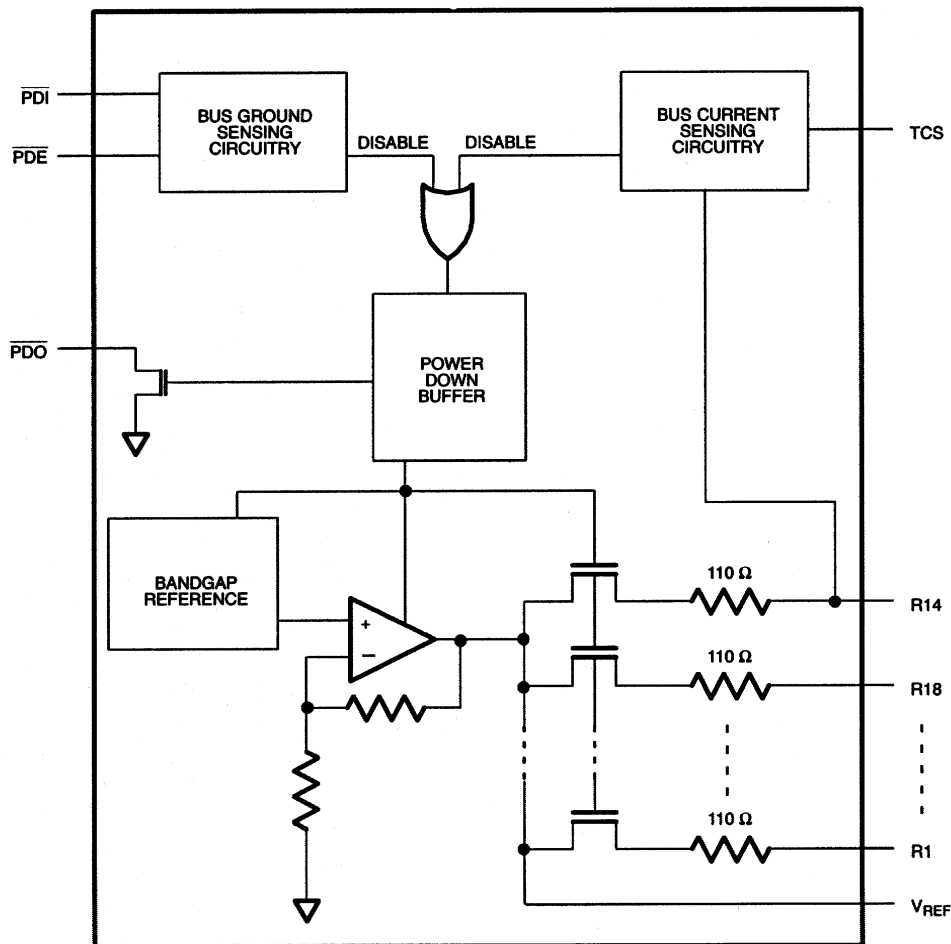 PDI
PDE
BUS GROUND
SENSING
CIRCUITRY
DISABLE
DISABLE
BUS CURRENT
SENSING
CIRCUITRY
TCS
PDO
POWER
DOWN
BUFFER
BANDGAP
REFERENCE
+
−
110 Ω
R14
110 Ω
R18
110 Ω
R1
VREF